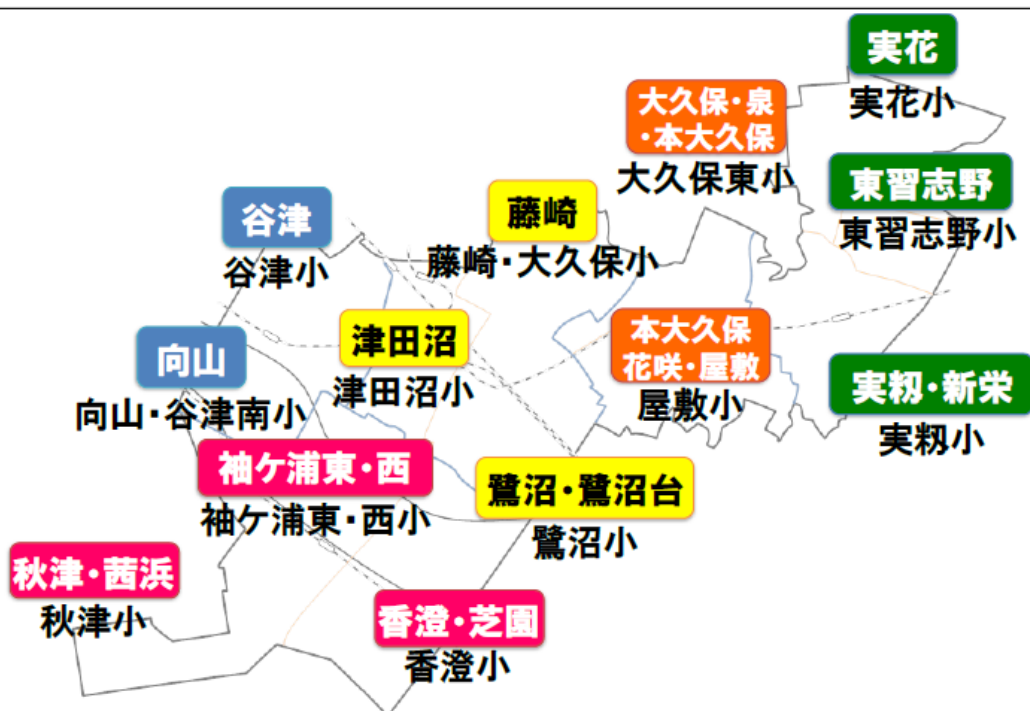 実花
実花小
大久保・泉
・本大久保
大久保東小
東習志野
東習志野小
谷津
谷津小
藤崎
藤崎・大久保小
津田沼
津田沼小
本大久保
花咲・屋敷
屋敷小
向山
向山・谷津南小
実籾・新栄
実籾小
袖ケ浦東・西
袖ケ浦東・西小
鷺沼・鷺沼台
鷺沼小
秋津・茜浜
秋津小
香澄・芝園
香澄小